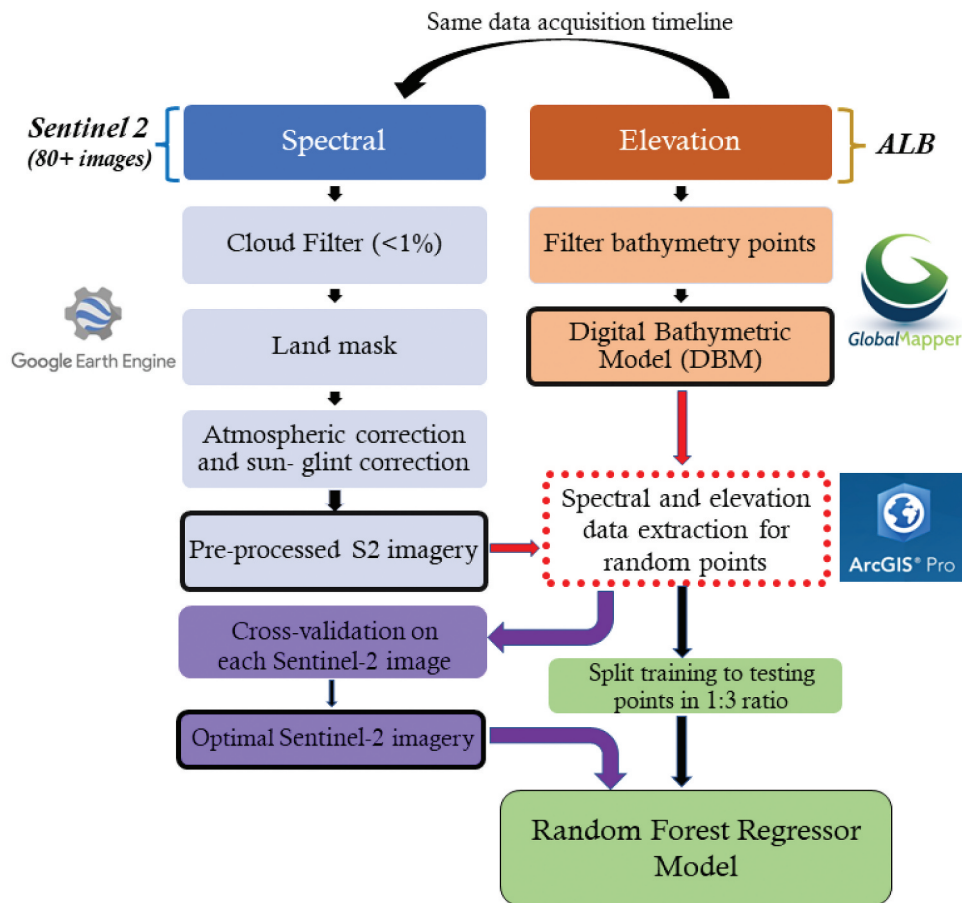 Same data acquisition timeline
Sentinel 2
(80+ images)
Spectral
Elevation
ALB
Cloud Filter (<1%)
Filter bathymetry points
GlobalMapper
Google Earth Engine
Land mask
Digital Bathymetric
Model (DBM)
Atmospheric correction
and sun- glint correction
Spectral and elevation
data extraction for
random points
ArcGIS® Pro
Pre-processed S2 imagery
Cross-validation on
each Sentinel-2 image
Split training to testing
points in 1:3 ratio
Optimal Sentinel-2 imagery
Random Forest Regressor
Model